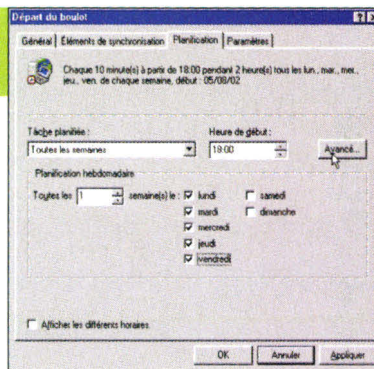 Départ du boulot
Général Éléments de synchronisation Planification Paramètres
Chaque 10 minute(s) à partir de 18:00 pendant 2 heure(s) tous les lun., mar., mer.,
jeu., ven. de chaque semaine, début : 05/08/02
Tâche planifiée :
Heure de début :
Toutes les semaines
18:00
Avancé...
Planification hebdomadaire
Toutes les 1 semaine(s) le :
lundi
samedi
mardi
dimanche
mercredi
jeudi
vendredi
Afficher les différents horaires
OK
Annuler
Appliquer